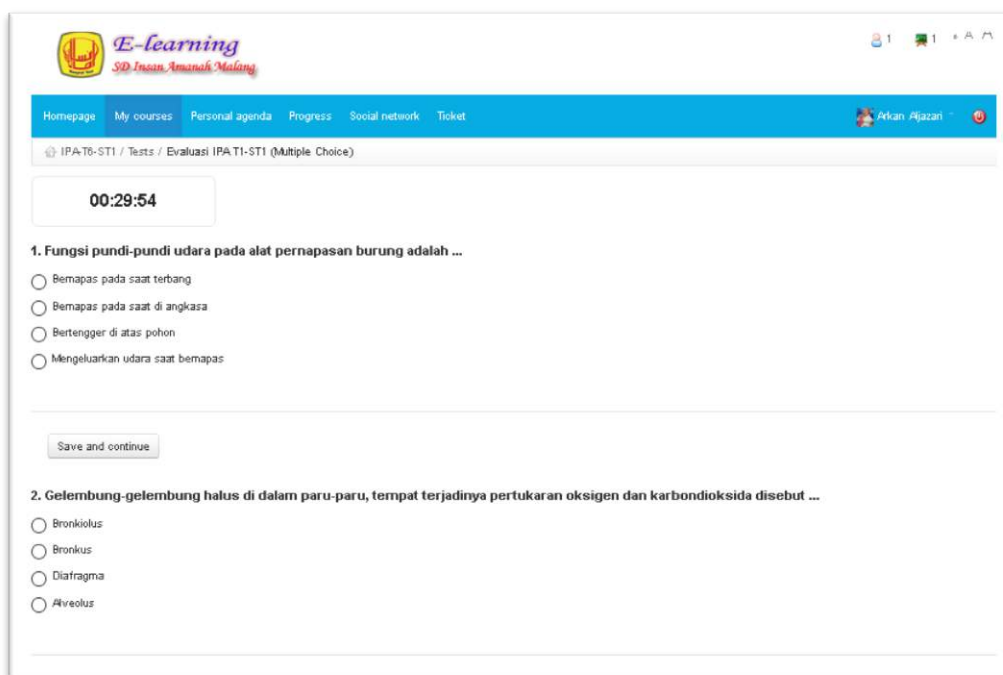 E-learning
SD Insan Amanah Malang
1 1 A A
Homepage My courses Personal agenda Progress Social network Ticket Arkan Aljazari
IPA-T6-ST1 / Tests / Evaluasi IPA T1-ST1 (Multiple Choice)
00:29:54
1. Fungsi pundi-pundi udara pada alat pernapasan burung adalah ...
Bernapas pada saat terbang
Bernapas pada saat di angkasa
Bertengger di atas pohon
Mengeluarkan udara saat bernapas
Save and continue
2. Gelembung-gelembung halus di dalam paru-paru, tempat terjadinya pertukaran oksigen dan karbondioksida disebut ...
Bronkiolus
Bronkus
Diafragma
Alveolus